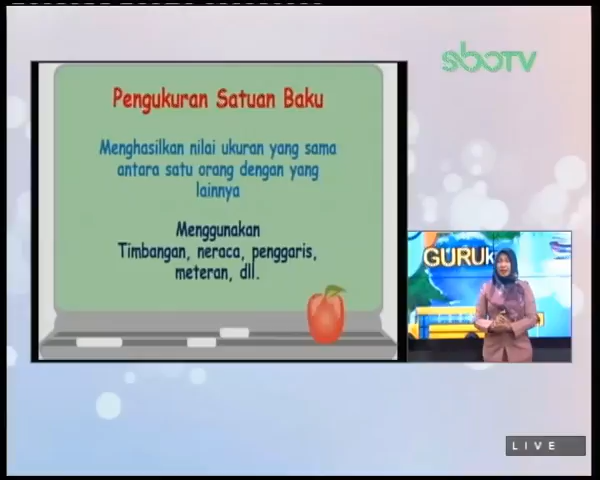 sboTV
Pengukuran Satuan Baku
Menghasilkan nilai ukuran yang sama
antara satu orang dengan yang
lainnya
Menggunakan
Timbangan, neraca, penggaris,
meteran, dll.
GURUk
LIVE